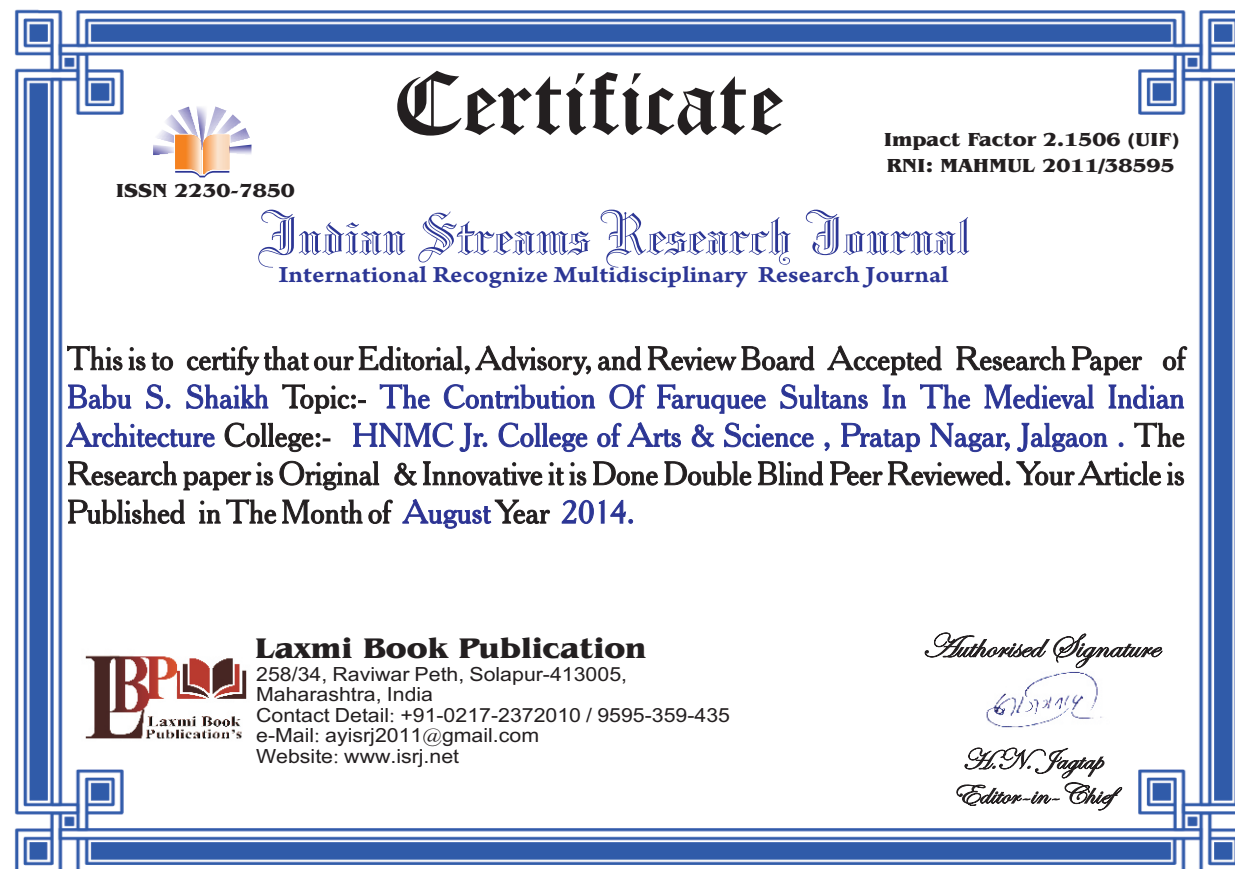 Certificate
Impact Factor 2.1506 (UIF)
RNI: MAHMUL 2011/38595
ISSN 2230-7850
Indian Streams Research Journal
International Recognize Multidisciplinary Research Journal
This is to certify that our Editorial, Advisory, and Review Board Accepted Research Paper of
Babu S. Shaikh Topic:- The Contribution Of Faruquee Sultans In The Medieval Indian
Architecture College:- HNMC Jr. College of Arts & Science , Pratap Nagar, Jalgaon . The
Research paper is Original & Innovative it is Done Double Blind Peer Reviewed. Your Article is
Published in The Month of August Year 2014.
LBP
Laxmi Book
Publication's
Laxmi Book Publication
258/34, Raviwar Peth, Solapur-413005,
Maharashtra, India
Contact Detail: +91-0217-2372010 / 9595-359-435
e-Mail: ayisrj2011@gmail.com
Website: www.isrj.net
Authorised Signature
H.N. Jagtap
Editor-in- Chief